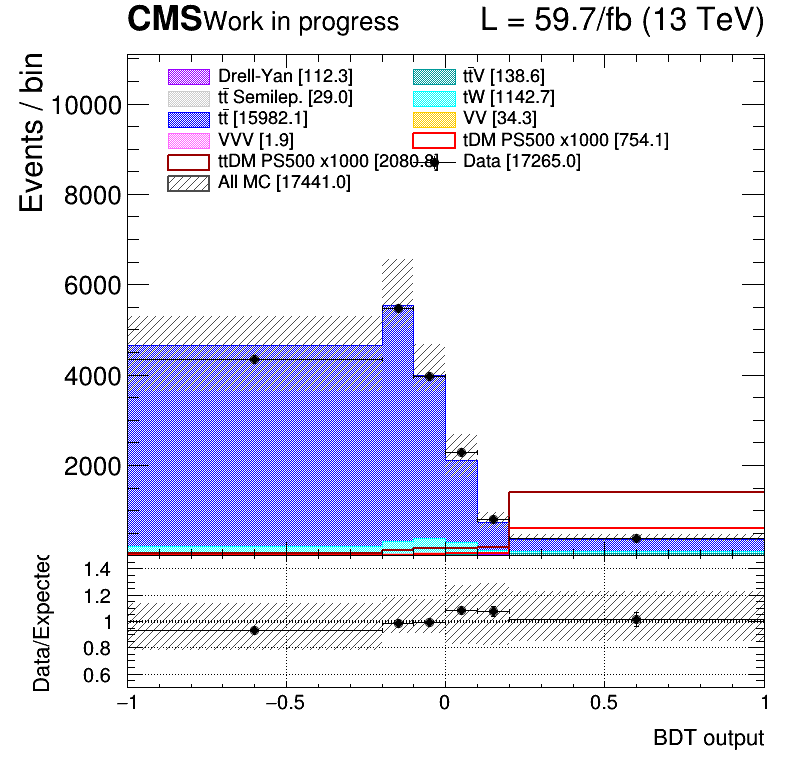 CMS Work in progress L = 59.7/fb (13 TeV)
Events / bin
Drell-Yan [112.3] tt̄V [138.6]
tt̄ Semilep. [29.0] tW [1142.7]
tt̄ [15982.1] VV [34.3]
VVV [1.9] tDM PS500 x1000 [754.1]
ttDM PS500 x1000 [2080.8] Data [17265.0]
All MC [17441.0]
10000
8000
6000
4000
2000
Data/Expected
1.4
1.2
1
0.8
0.6
−1 −0.5 0 0.5 1
BDT output